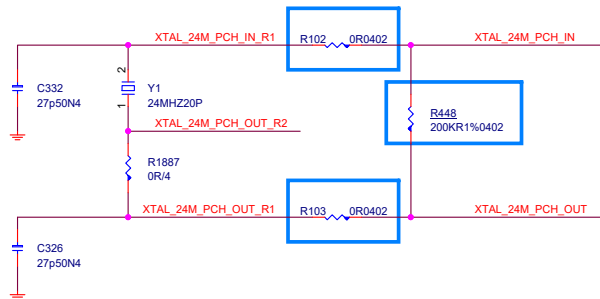 XTAL_24M_PCH_IN_R1
R102
0R0402
XTAL_24M_PCH_IN
C332
27p50N4
2
1
Y1
24MHZ20P
XTAL_24M_PCH_OUT_R2
R448
200KR1%0402
R1887
0R/4
XTAL_24M_PCH_OUT_R1
R103
0R0402
XTAL_24M_PCH_OUT
C326
27p50N4